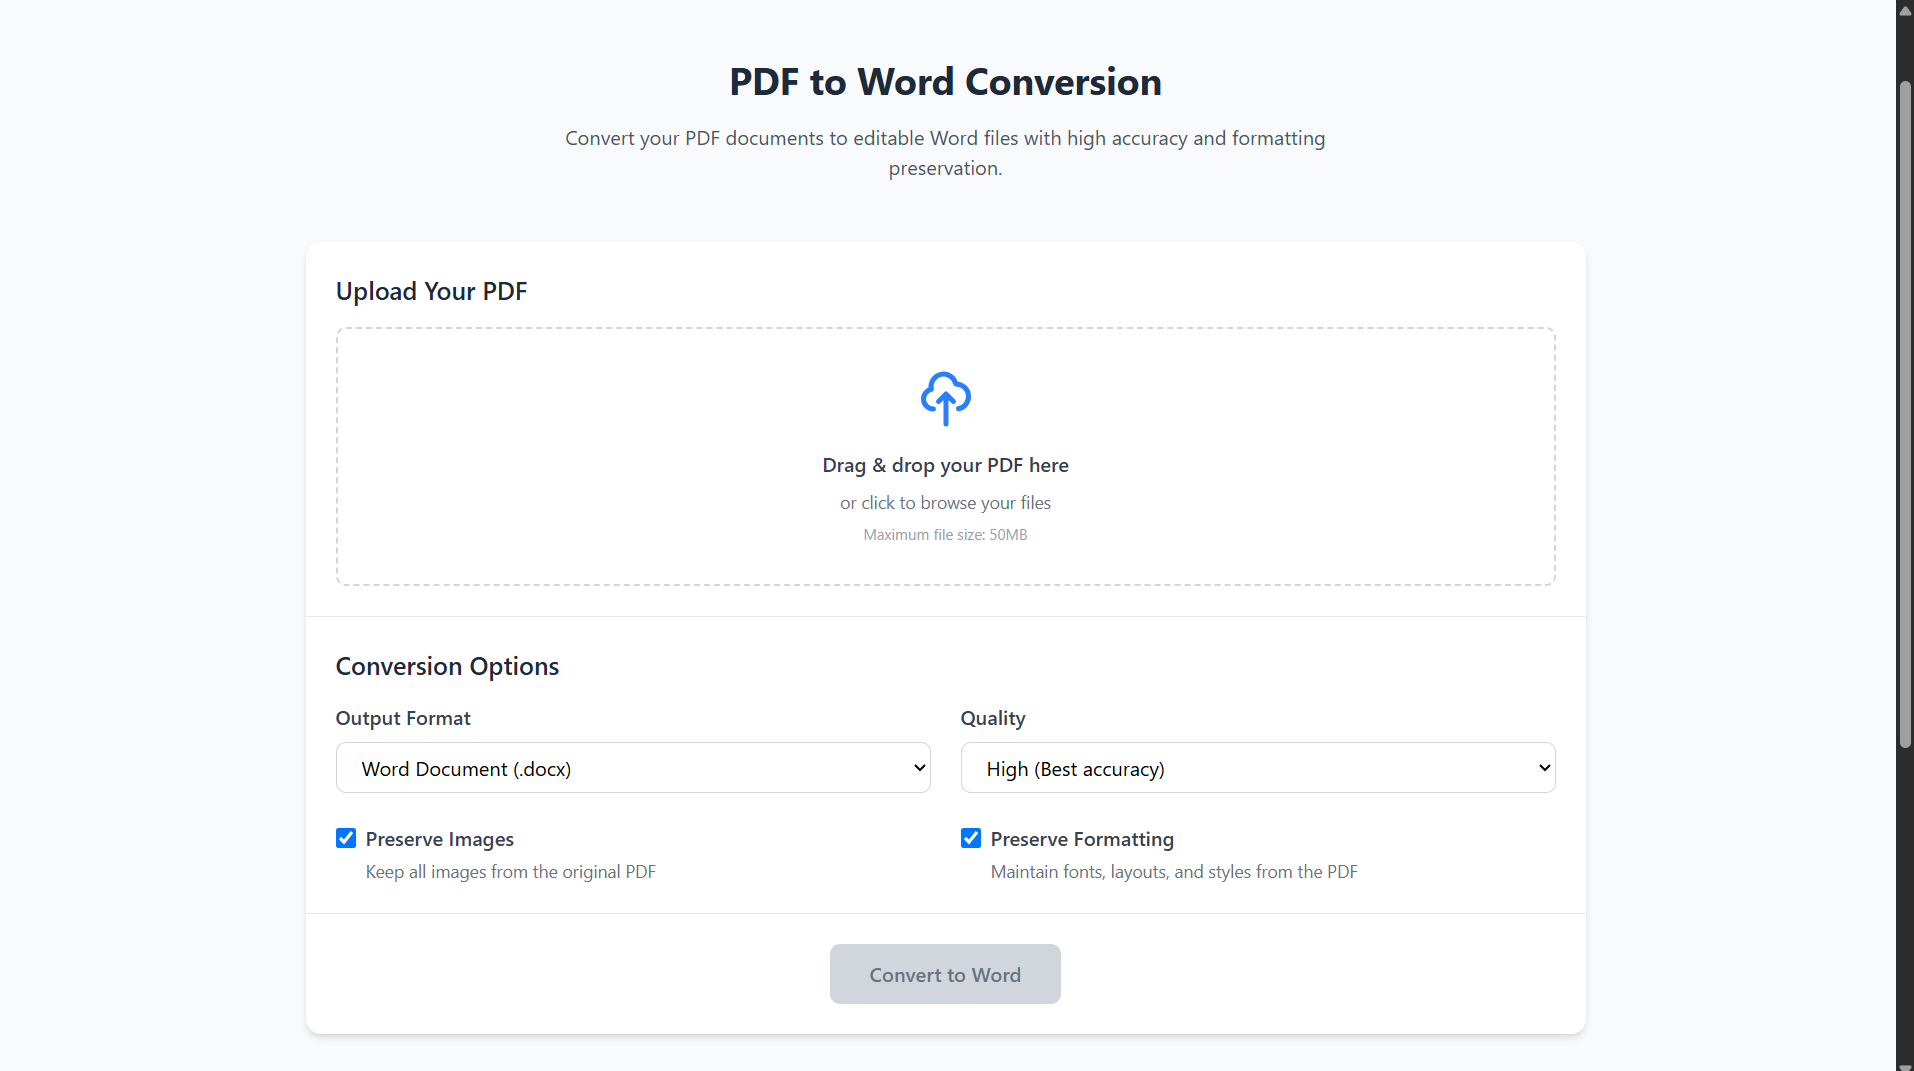 PDF to Word Conversion
Convert your PDF documents to editable Word files with high accuracy and formatting
preservation.
Upload Your PDF
Drag & drop your PDF here
or click to browse your files
Maximum file size: 50MB
Conversion Options
Output Format
Word Document (.docx)
Quality
High (Best accuracy)
Preserve Images
Keep all images from the original PDF
Preserve Formatting
Maintain fonts, layouts, and styles from the PDF
Convert to Word